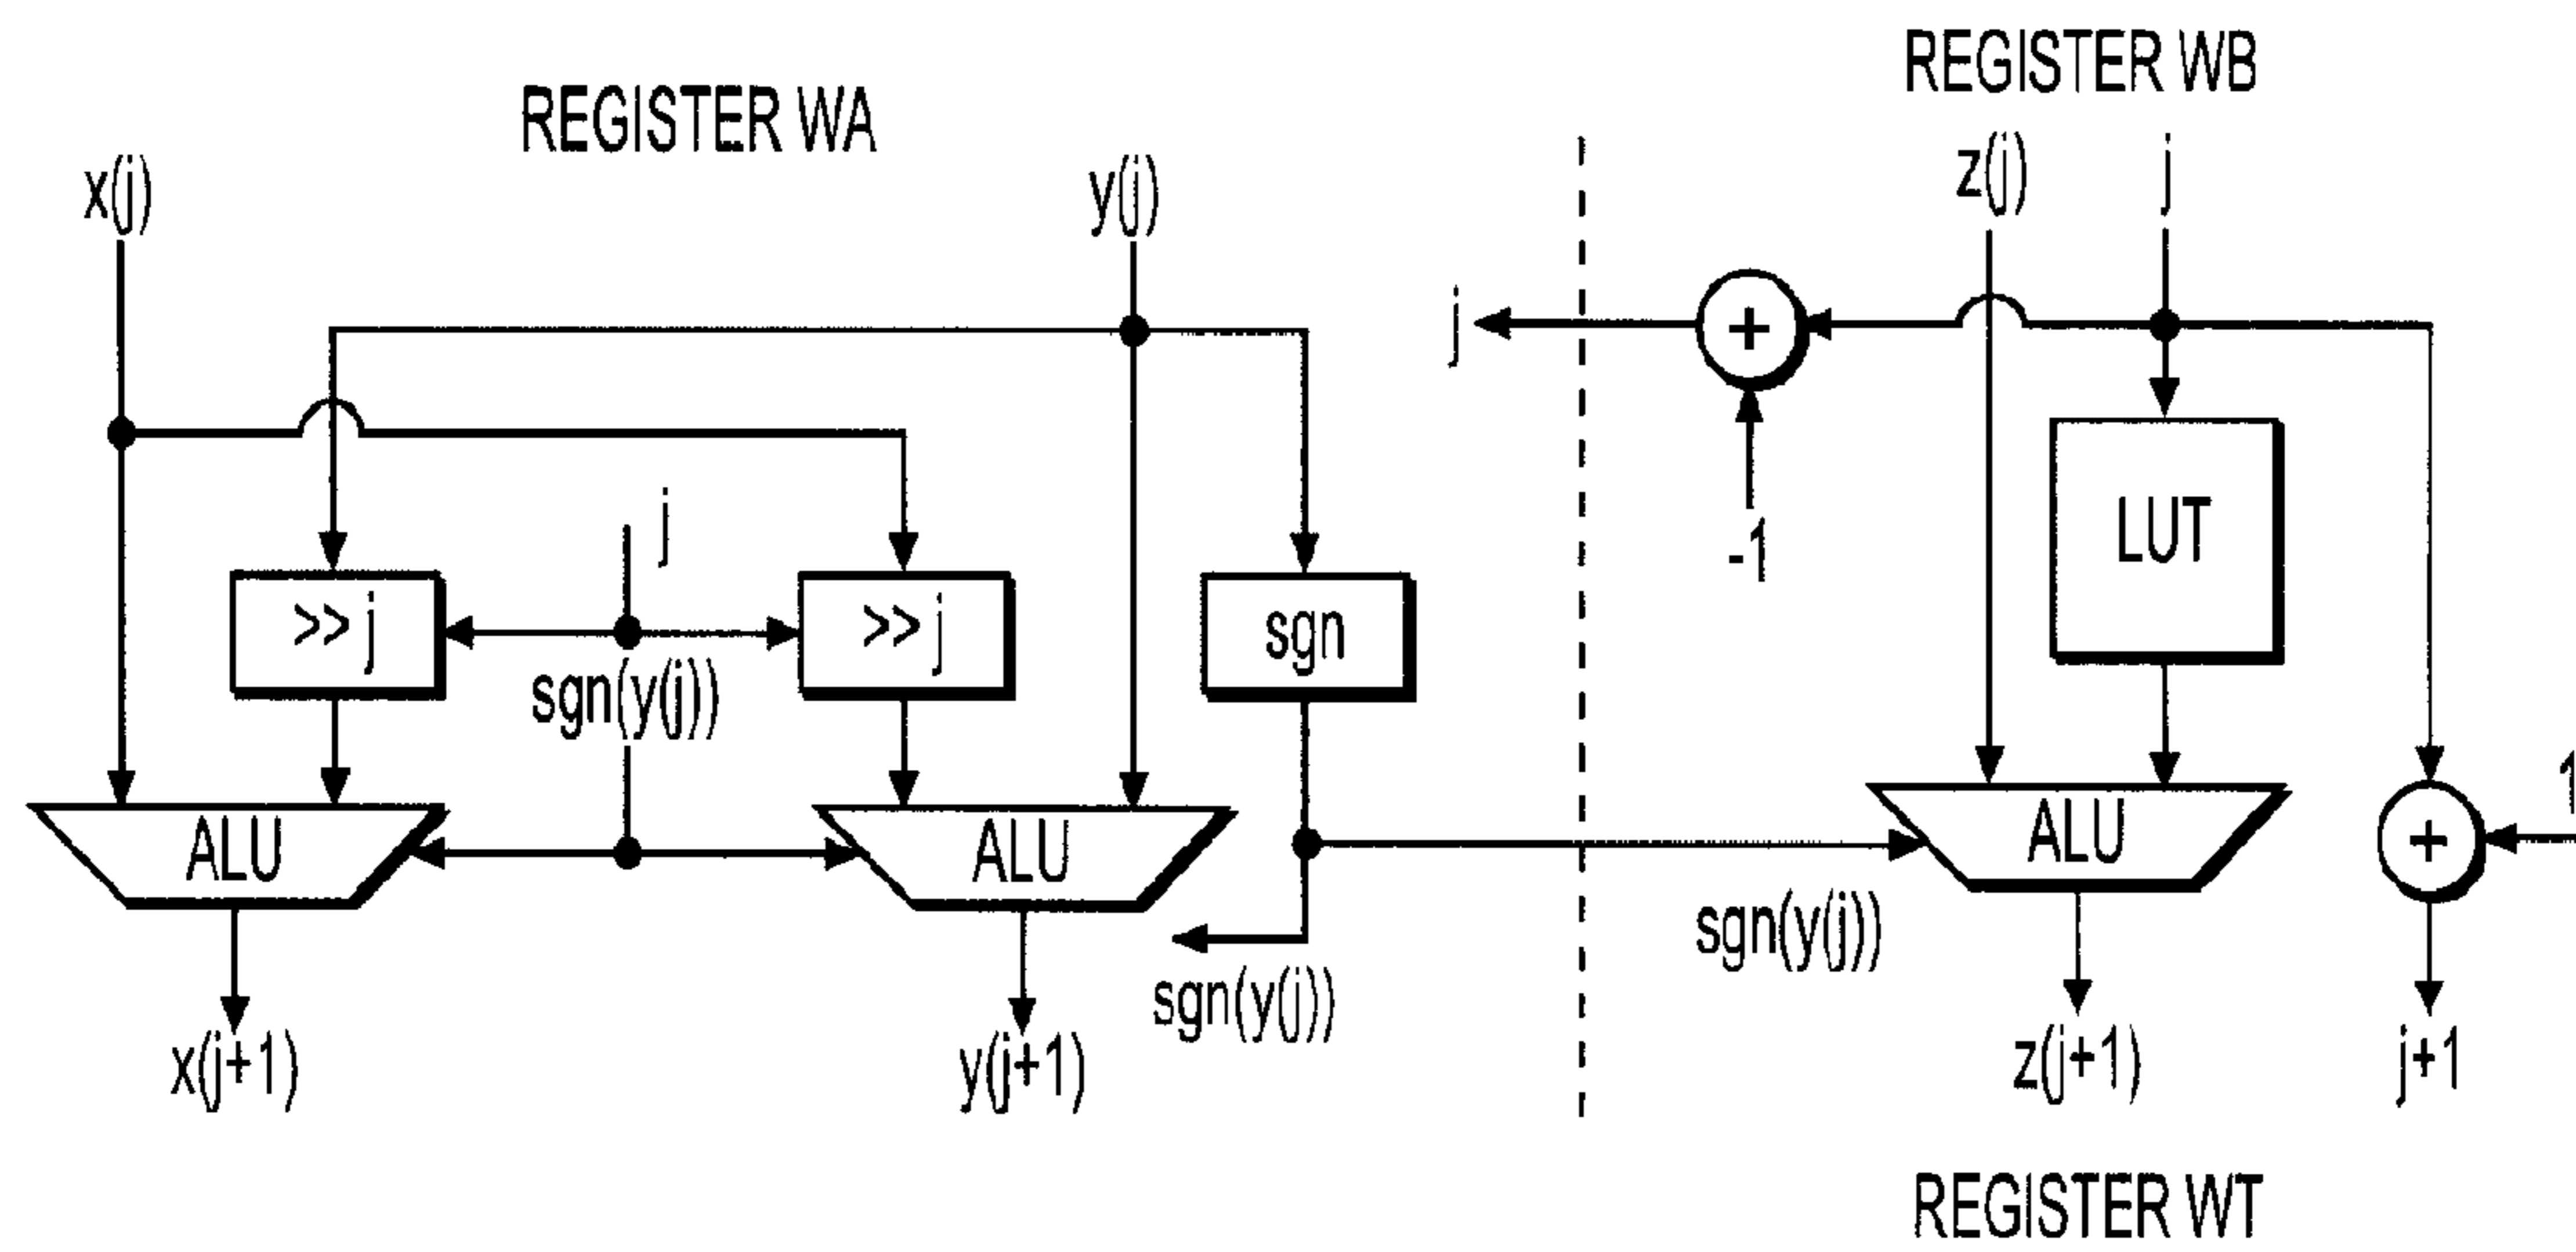 REGISTER WB
REGISTER WA
x(j)
y(j)
z(j)
j
j
+
-1
LUT
j
>>j
>>j
sgn
sgn(y(j))
ALU
ALU
ALU
+
1
sgn(y(j))
sgn(y(j))
x(j+1)
y(j+1)
z(j+1)
j+1
REGISTER WT